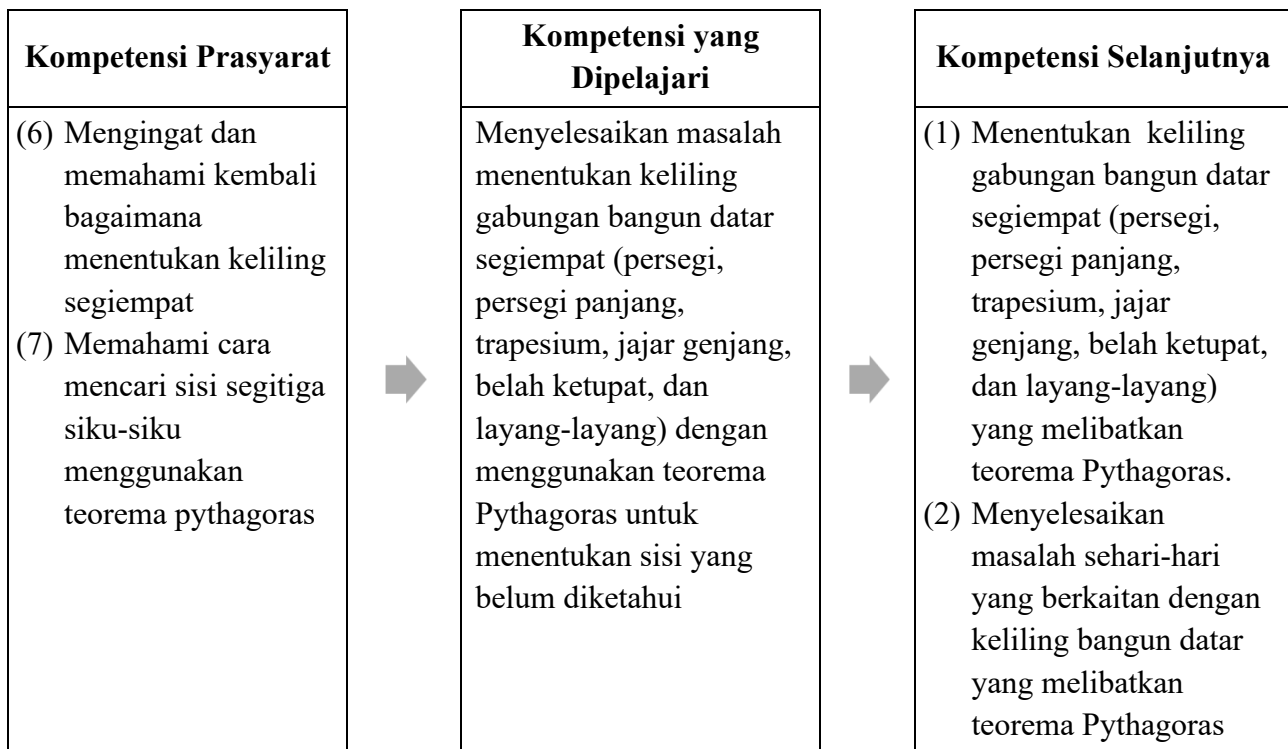 Kompetensi Prasyarat
(6) Mengingat dan
memahami kembali
bagaimana
menentukan keliling
segiempat
(7) Memahami cara
mencari sisi segitiga
siku-siku
menggunakan
teorema pythagoras
Kompetensi yang
Dipelajari
Menyelesaikan masalah
menentukan keliling
gabungan bangun datar
segiempat (persegi,
persegi panjang,
trapesium, jajar genjang,
belah ketupat, dan
layang-layang) dengan
menggunakan teorema
Pythagoras untuk
menentukan sisi yang
belum diketahui
Kompetensi Selanjutnya
(1) Menentukan keliling
gabungan bangun datar
segiempat (persegi,
persegi panjang,
trapesium, jajar
genjang, belah ketupat,
dan layang-layang)
yang melibatkan
teorema Pythagoras.
(2) Menyelesaikan
masalah sehari-hari
yang berkaitan dengan
keliling bangun datar
yang melibatkan
teorema Pythagoras